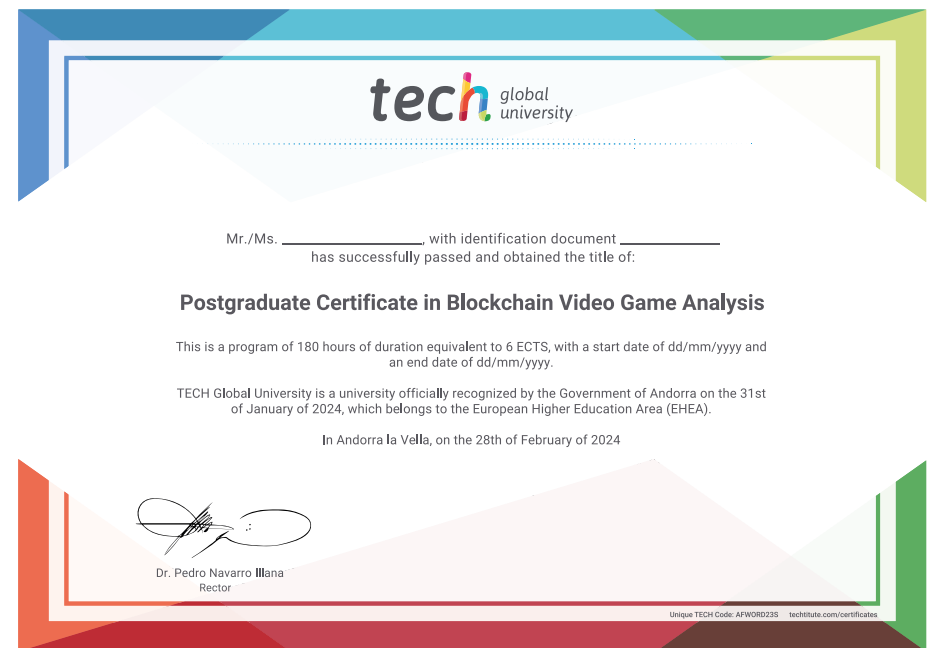 tech global university
Mr./Ms. ____________________, with identification document ______________
has successfully passed and obtained the title of:
Postgraduate Certificate in Blockchain Video Game Analysis
This is a program of 180 hours of duration equivalent to 6 ECTS, with a start date of dd/mm/yyyy and
an end date of dd/mm/yyyy.
TECH Global University is a university officially recognized by the Government of Andorra on the 31st
of January of 2024, which belongs to the European Higher Education Area (EHEA).
In Andorra la Vella, on the 28th of February of 2024
Dr. Pedro Navarro Illana
Rector
Unique TECH Code: AFWORD23S techtitute.com/certificates